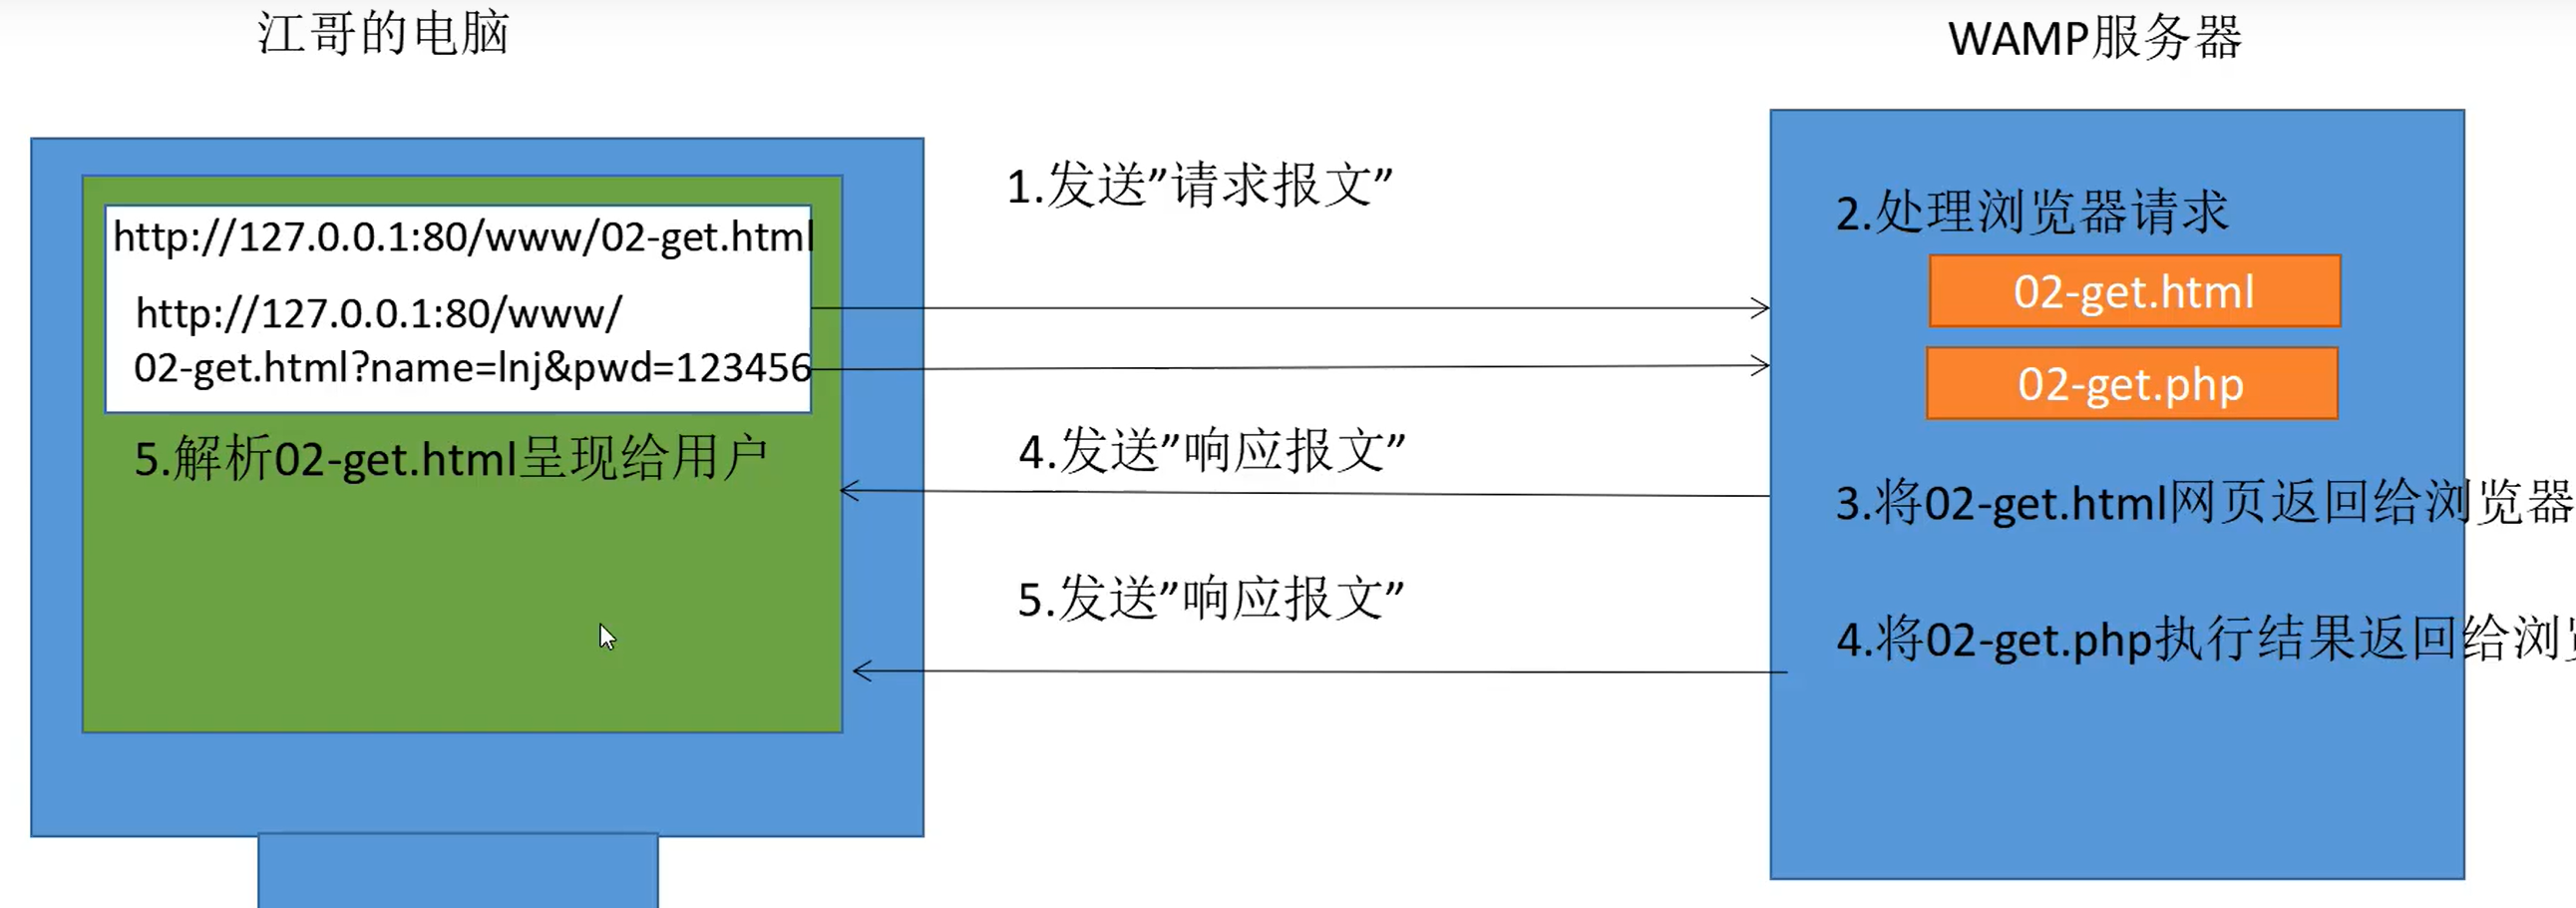 江哥的电脑
WAMP服务器
http://127.0.0.1:80/www/02-get.html
http://127.0.0.1:80/www/
02-get.html?name=lnj&pwd=123456
5.解析02-get.html呈现给用户
1.发送”请求报文”
4.发送”响应报文”
5.发送”响应报文”
2.处理浏览器请求
02-get.html
02-get.php
3.将02-get.html网页返回给浏览器
4.将02-get.php执行结果返回给浏